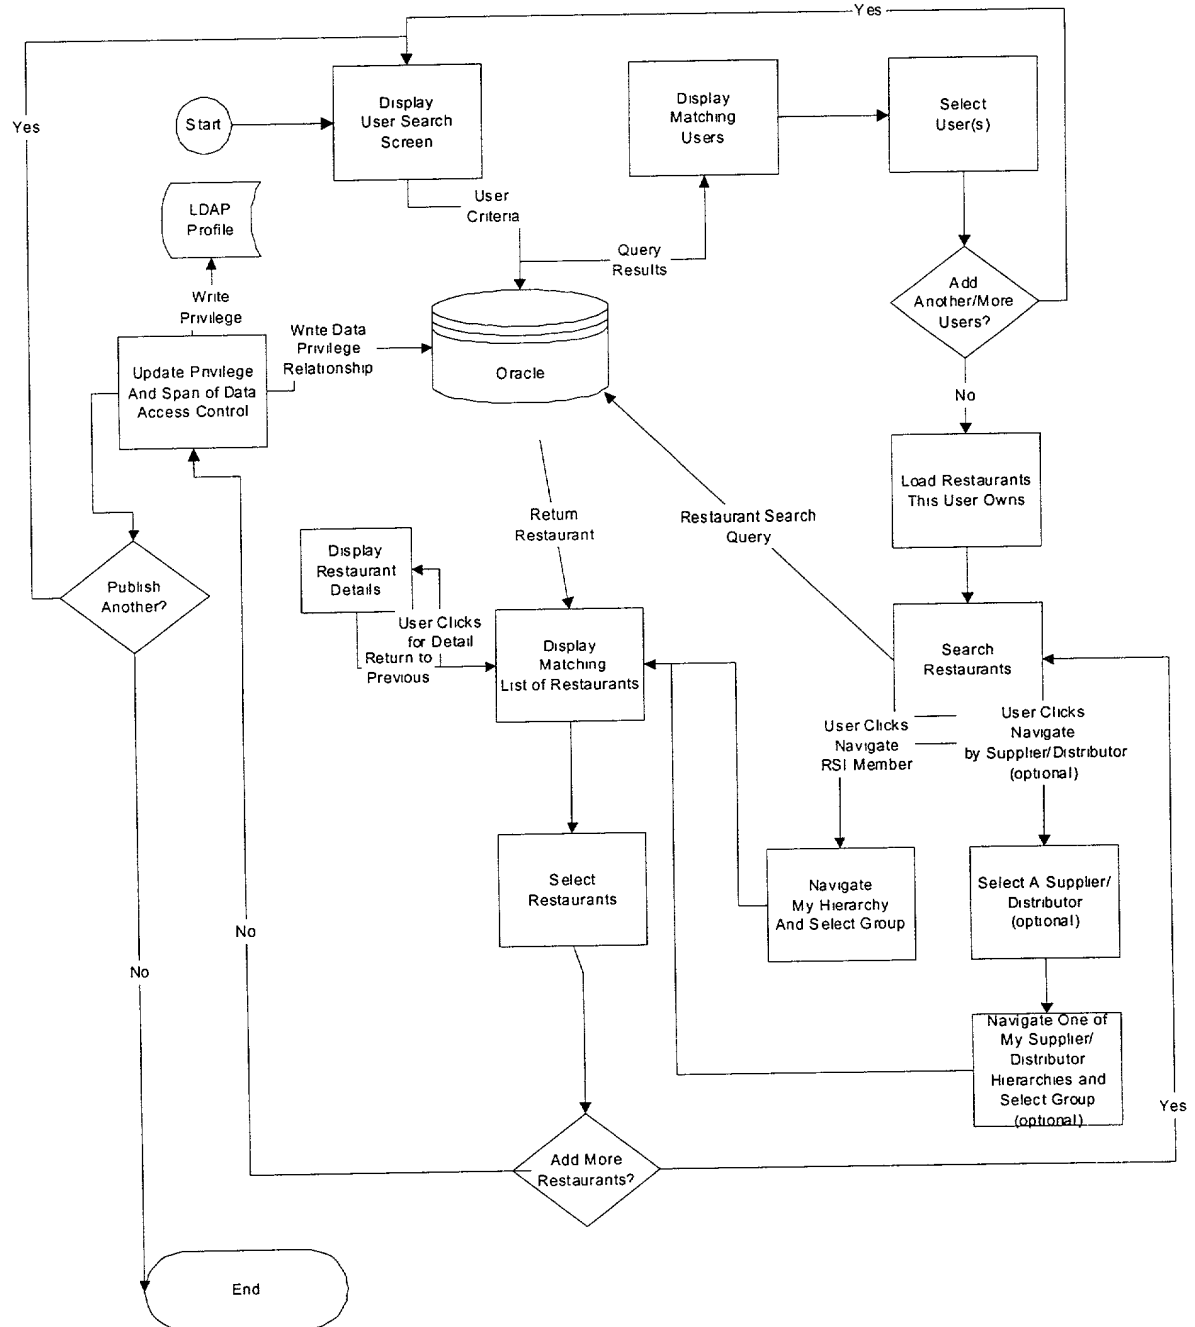 Yes
Yes
Start
Display
User Search
Screen
Display
Matching
Users
Select
User(s)
LDAP
Profile
User
Criteria
Query
Results
Add
Another/More
Users?
Write
Privilege
Write Data
Privilege
Relationship
Oracle
Update Privilege
And Span of Data
Access Control
No
Load Restaurants
This User Owns
Return
Restaurant
Restaurant Search
Query
Display
Restaurant
Details
Publish
Another?
User Clicks
for Detail
Return to
Previous
Display
Matching
List of Restaurants
Search
Restaurants
User Clicks
Navigate
RSI Member
User Clicks
Navigate
by Supplier/Distributor
(optional)
Select
Restaurants
Navigate
My Hierarchy
And Select Group
Select A Supplier/
Distributor
(optional)
No
No
Navigate One of
My Supplier/
Distributor
Hierarchies and
Select Group
(optional)
Yes
Add More
Restaurants?
End